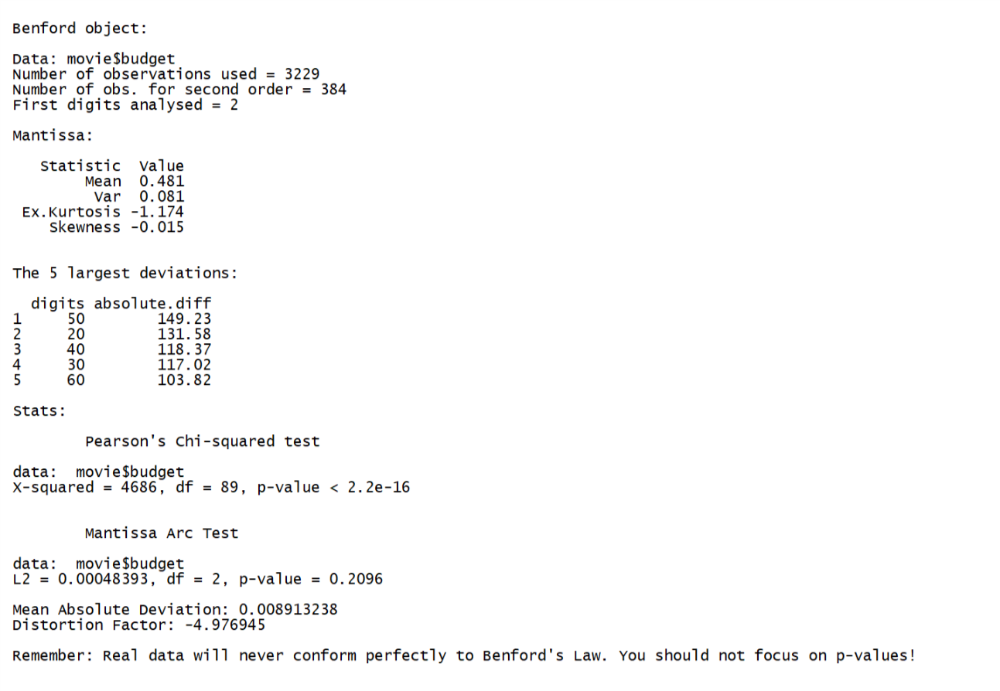 Benford object:
Data: movie$budget
Number of observations used = 3229
Number of obs. for second order = 384
First digits analysed = 2
Mantissa:
Statistic Value
Mean 0.481
Var 0.081
Ex.Kurtosis -1.174
Skewness -0.015
The 5 largest deviations:
digits absolute.diff
1 50 149.23
2 20 131.58
3 40 118.37
4 30 117.02
5 60 103.82
Stats:
Pearson's Chi-squared test
data: movie$budget
X-squared = 4686, df = 89, p-value < 2.2e-16
Mantissa Arc Test
data: movie$budget
L2 = 0.00048393, df = 2, p-value = 0.2096
Mean Absolute Deviation: 0.008913238
Distortion Factor: -4.976945
Remember: Real data will never conform perfectly to Benford's Law. You should not focus on p-values!